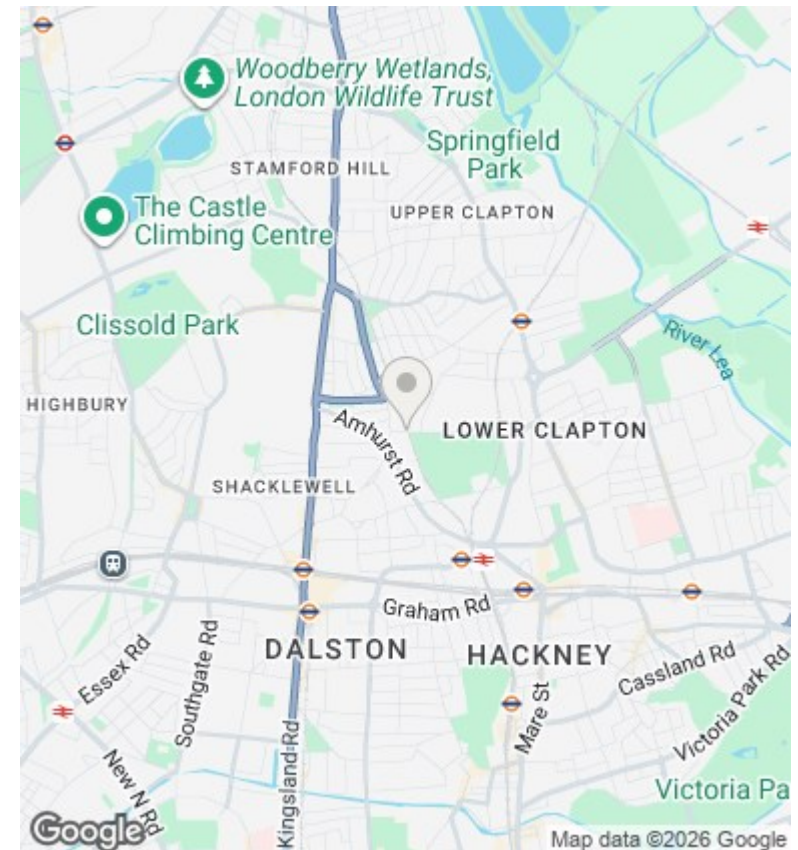 Woodberry Wetlands,
London Wildlife Trust
Springfield
Park
STAMFORD HILL
UPPER CLAPTON
The Castle
Climbing Centre
Clissold Park
River Lea
HIGHBURY
Amhurst Rd
LOWER CLAPTON
SHACKLEWELL
Graham Rd
DALSTON
HACKNEY
Essex Rd
Southgate Rd
Kingsland Rd
Mare St
Cassland Rd
Victoria Park Rd
New N Rd
Victoria Pa
Google
Map data ©2026 Google